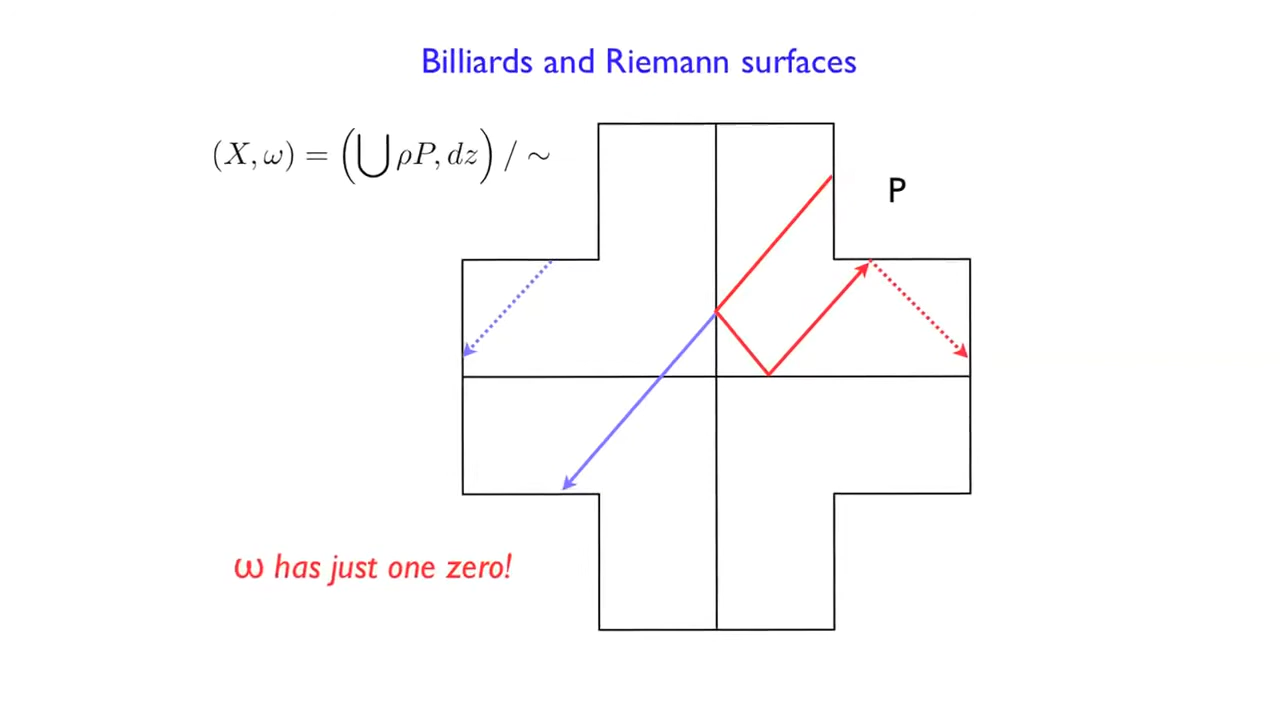 Billiards and Riemann surfaces
(X, ω) = (⋃ ρP, dz) / ∼
P
ω has just one zero!